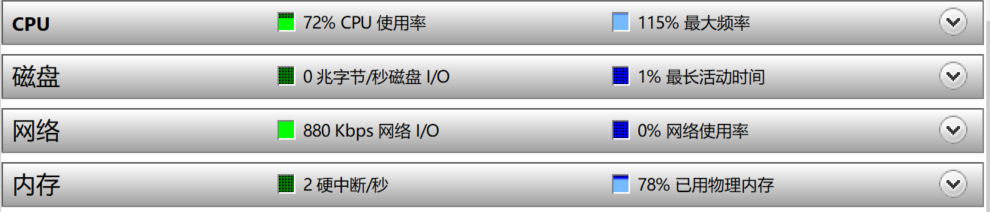 CPU 72% CPU 使用率 115% 最大频率
磁盘 0 兆字节/秒磁盘 I/O 1% 最长活动时间
网络 880 Kbps 网络 I/O 0% 网络使用率
内存 2 硬中断/秒 78% 已用物理内存